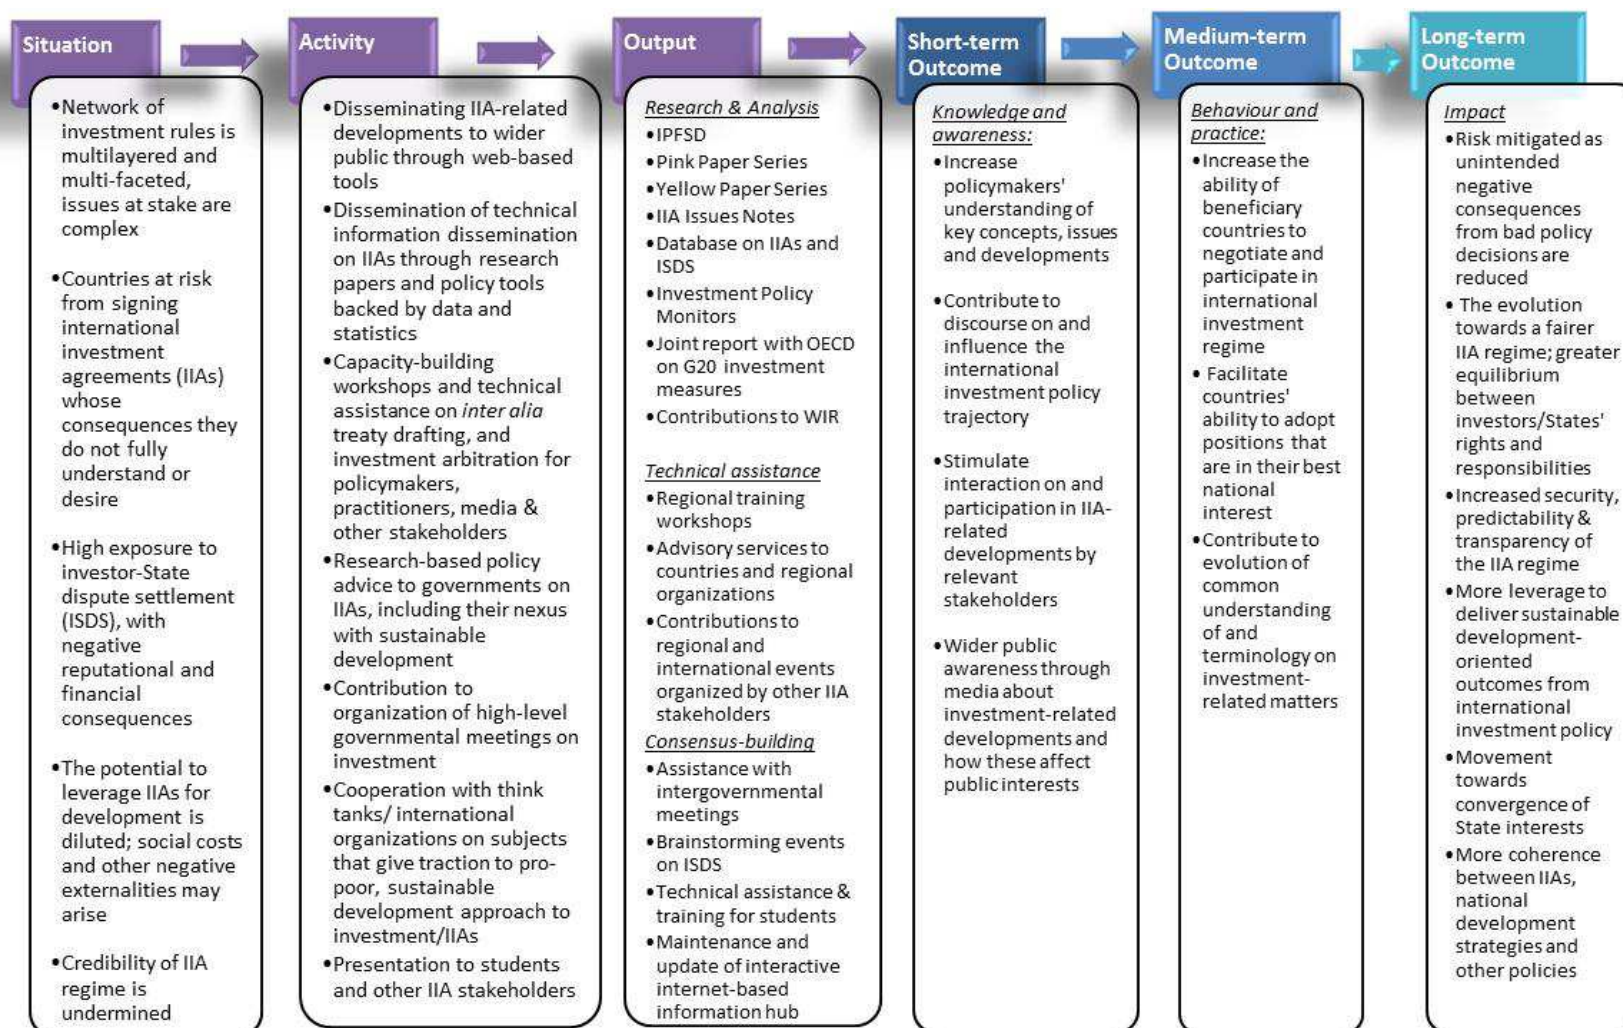 Situation
•Network of
investment rules is
multilayered and
multi-faceted,
issues at stake are
complex
•Countries at risk
from signing
international
investment
agreements (IIAs)
whose
consequences they
do not fully
understand or
desire
•High exposure to
investor-State
dispute settlement
(ISDS), with
negative
reputational and
financial
consequences
•The potential to
leverage IIAs for
development is
diluted; social costs
and other negative
externalities may
arise
•Credibility of IIA
regime is
undermined
Activity
•Disseminating IIA-related
developments to wider
public through web-based
tools
•Dissemination of technical
information dissemination
on IIAs through research
papers and policy tools
backed by data and
statistics
•Capacity-building
workshops and technical
assistance on inter alia
treaty drafting, and
investment arbitration for
policymakers,
practitioners, media &
other stakeholders
•Research-based policy
advice to governments on
IIAs, including their nexus
with sustainable
development
•Contribution to
organization of high-level
governmental meetings on
investment
•Cooperation with think
tanks/ international
organizations on subjects
that give traction to pro-
poor, sustainable
development approach to
investment/IIAs
•Presentation to students
and other IIA stakeholders
Output
Research & Analysis
•IPFSD
•Pink Paper Series
•Yellow Paper Series
•IIA Issues Notes
•Database on IIAs and
ISDS
•Investment Policy
Monitors
•Joint report with OECD
on G20 investment
measures
•Contributions to WIR
Technical assistance
•Regional training
workshops
•Advisory services to
countries and regional
organizations
•Contributions to
regional and
international events
organized by other IIA
stakeholders
Consensus-building
•Assistance with
intergovernmental
meetings
•Brainstorming events
on ISDS
•Technical assistance &
training for students
•Maintenance and
update of interactive
internet-based
information hub
Short-term
Outcome
Knowledge and
awareness:
•Increase
policymakers'
understanding of
key concepts, issues
and developments
•Contribute to
discourse on and
influence the
international
investment policy
trajectory
•Stimulate
interaction on and
participation in IIA-
related
developments by
relevant
stakeholders
•Wider public
awareness through
media about
investment-related
developments and
how these affect
public interests
Medium-term
Outcome
Behaviour and
practice:
•Increase the
ability of
beneficiary
countries to
negotiate and
participate in
international
investment
regime
• Facilitate
countries'
ability to adopt
positions that
are in their best
national
interest
•Contribute to
evolution of
common
understanding
of and
terminology on
investment-
related matters
Long-term
Outcome
Impact
•Risk mitigated as
unintended
negative
consequences
from bad policy
decisions are
reduced
• The evolution
towards a fairer
IIA regime; greater
equilibrium
between
investors/States'
rights and
responsibilities
•Increased security,
predictability &
transparency of
the IIA regime
•More leverage to
deliver sustainable
development-
oriented
outcomes from
international
investment policy
•Movement
towards
convergence of
State interests
•More coherence
between IIAs,
national
development
strategies and
other policies